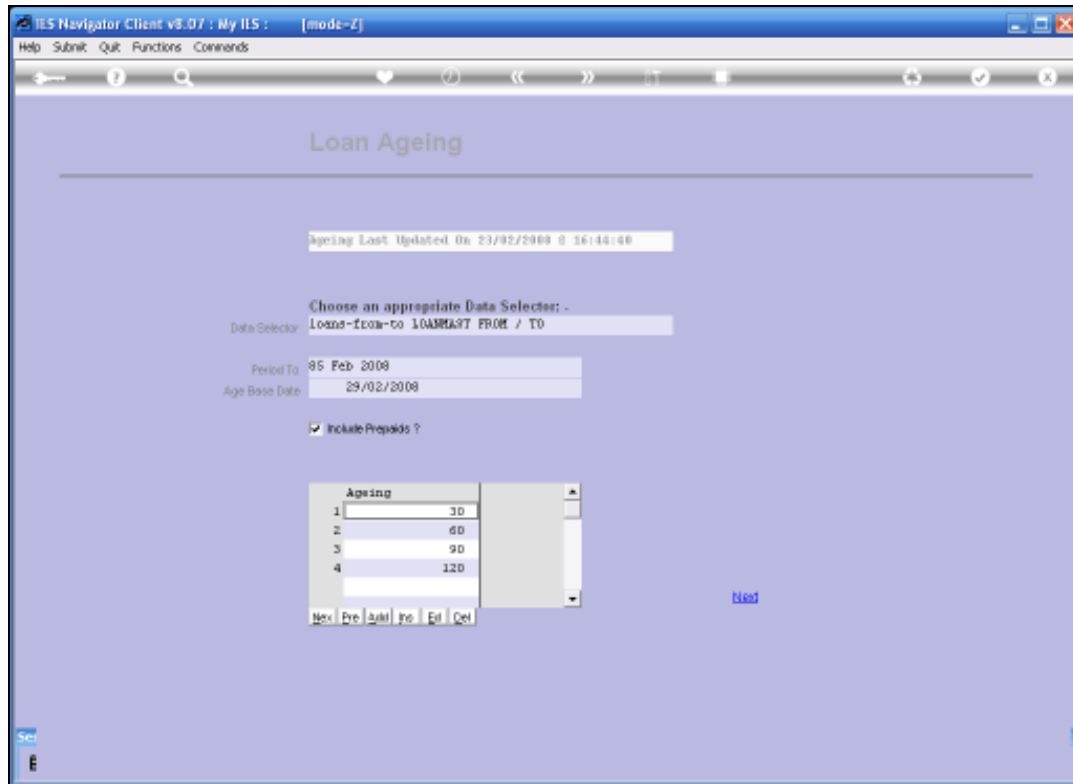 IES Navigator Client v8.07 : My IES : [mode-Z]
Help Submit Quit Functions Commands
Loan Ageing
Ageing Last Updated On 23/02/2008 @ 16:44:40
Choose an appropriate Data Selector: -
Data Selector loans-from-to LOANMAST FROM / TO
Period To 85 Feb 2008
Age Base Date 29/02/2008
Include Prepaids ?
Ageing
1 30
2 60
3 90
4 120
Next
Nex Pre Add Ins Ed Del
Ser